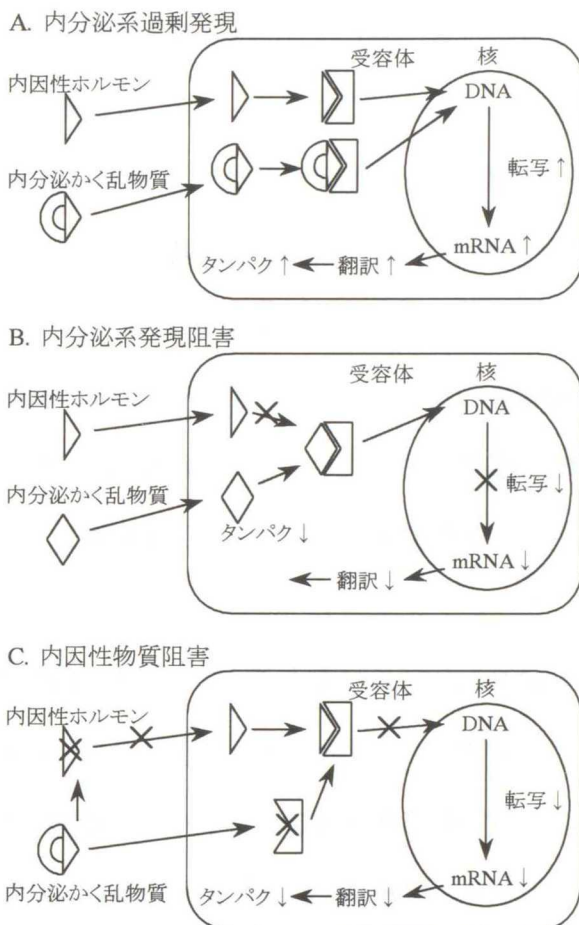 A. 内分泌系過剰発現
受容体 核
内因性ホルモン
DNA
内分泌かく乱物質
転写↑
mRNA↑
タンパク↑ 翻訳↑
B. 内分泌系発現阻害
受容体 核
内因性ホルモン
DNA
内分泌かく乱物質
転写↓
タンパク↓
mRNA↓
翻訳↓
C. 内因性物質阻害
受容体 核
内因性ホルモン
DNA
転写↓
内分泌かく乱物質
mRNA↓
タンパク↓ 翻訳↓